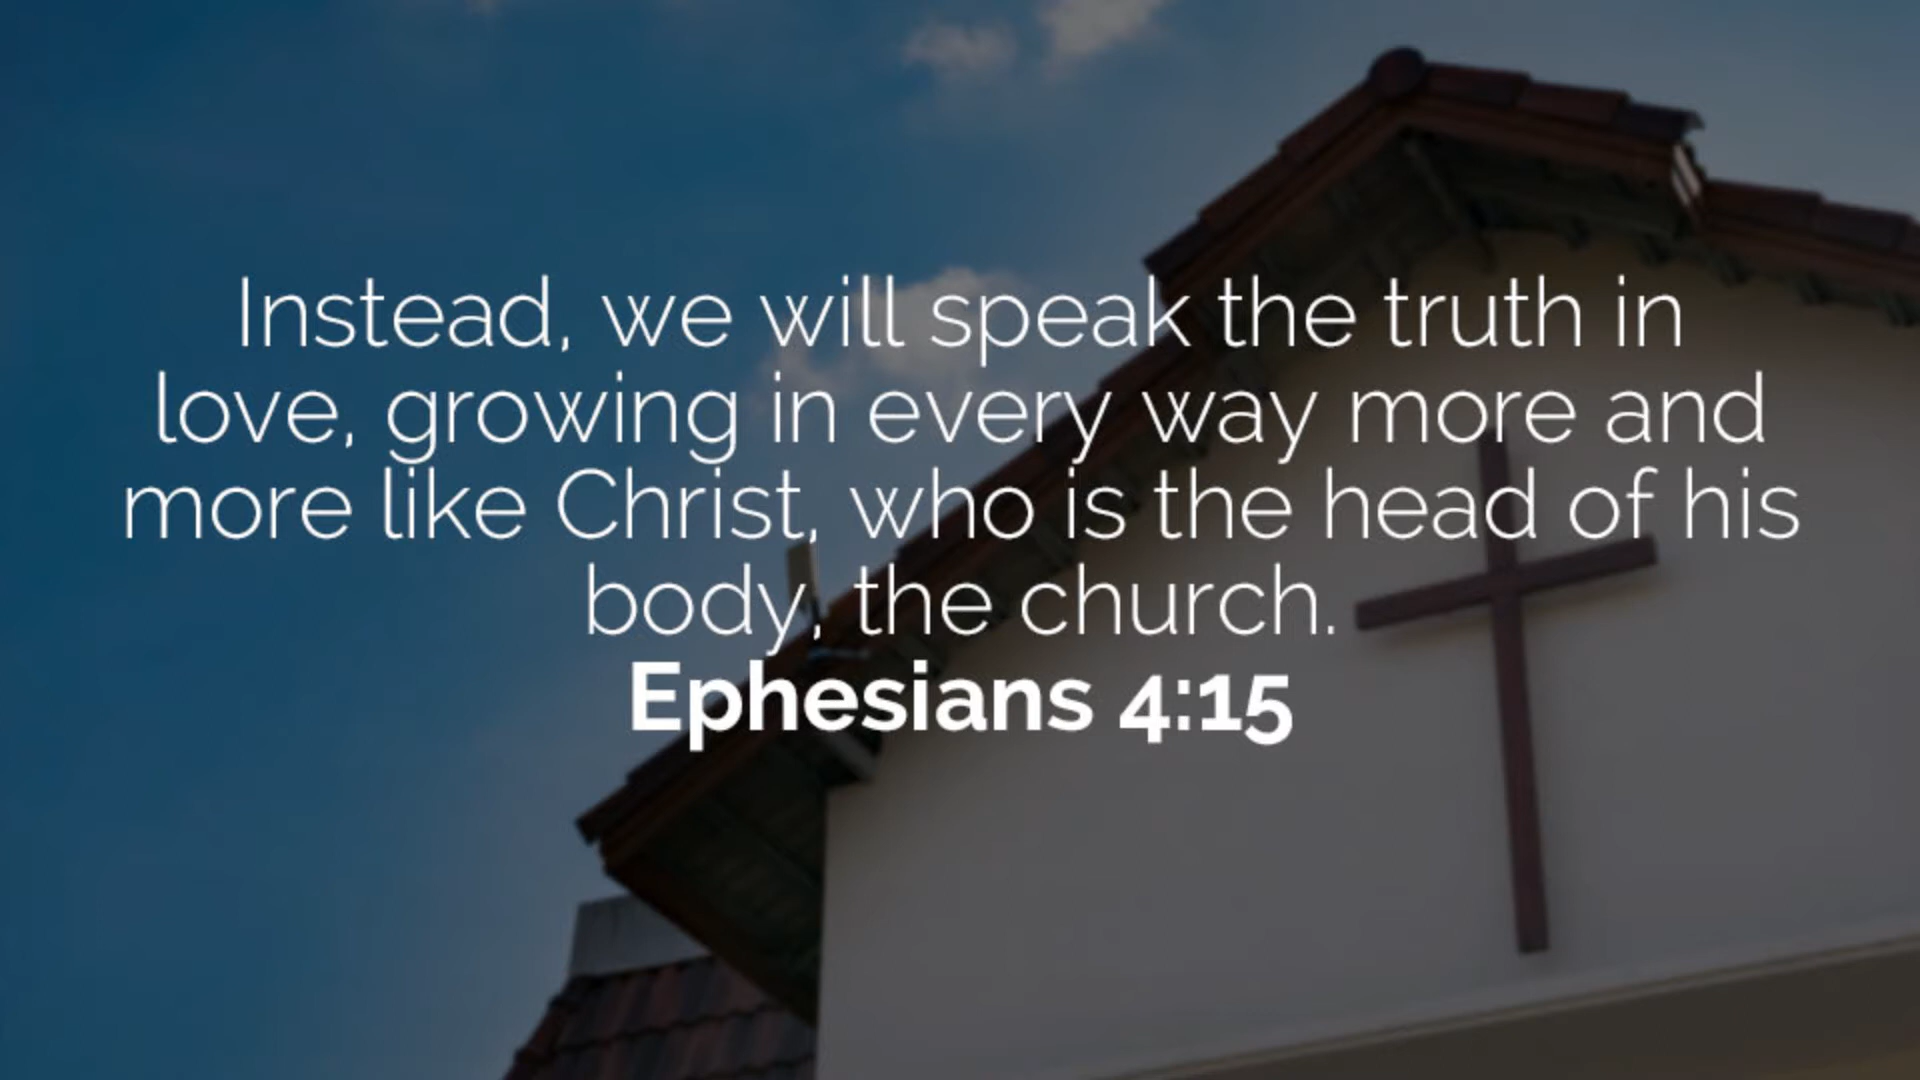 Instead, we will speak the truth in
love, growing in every way more and
more like Christ, who is the head of his
body, the church.
Ephesians 4:15